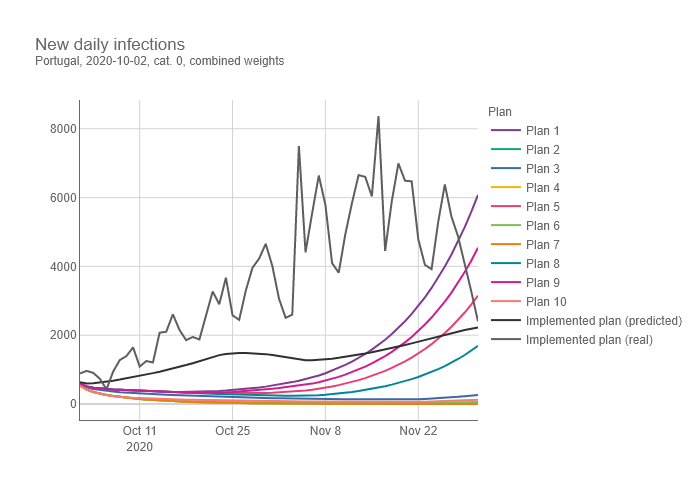 New daily infections
Portugal, 2020-10-02, cat. 0, combined weights
Plan
Plan 1
Plan 2
Plan 3
Plan 4
Plan 5
Plan 6
Plan 7
Plan 8
Plan 9
Plan 10
Implemented plan (predicted)
Implemented plan (real)
8000
6000
4000
2000
0
Oct 11 Oct 25 Nov 8 Nov 22
2020